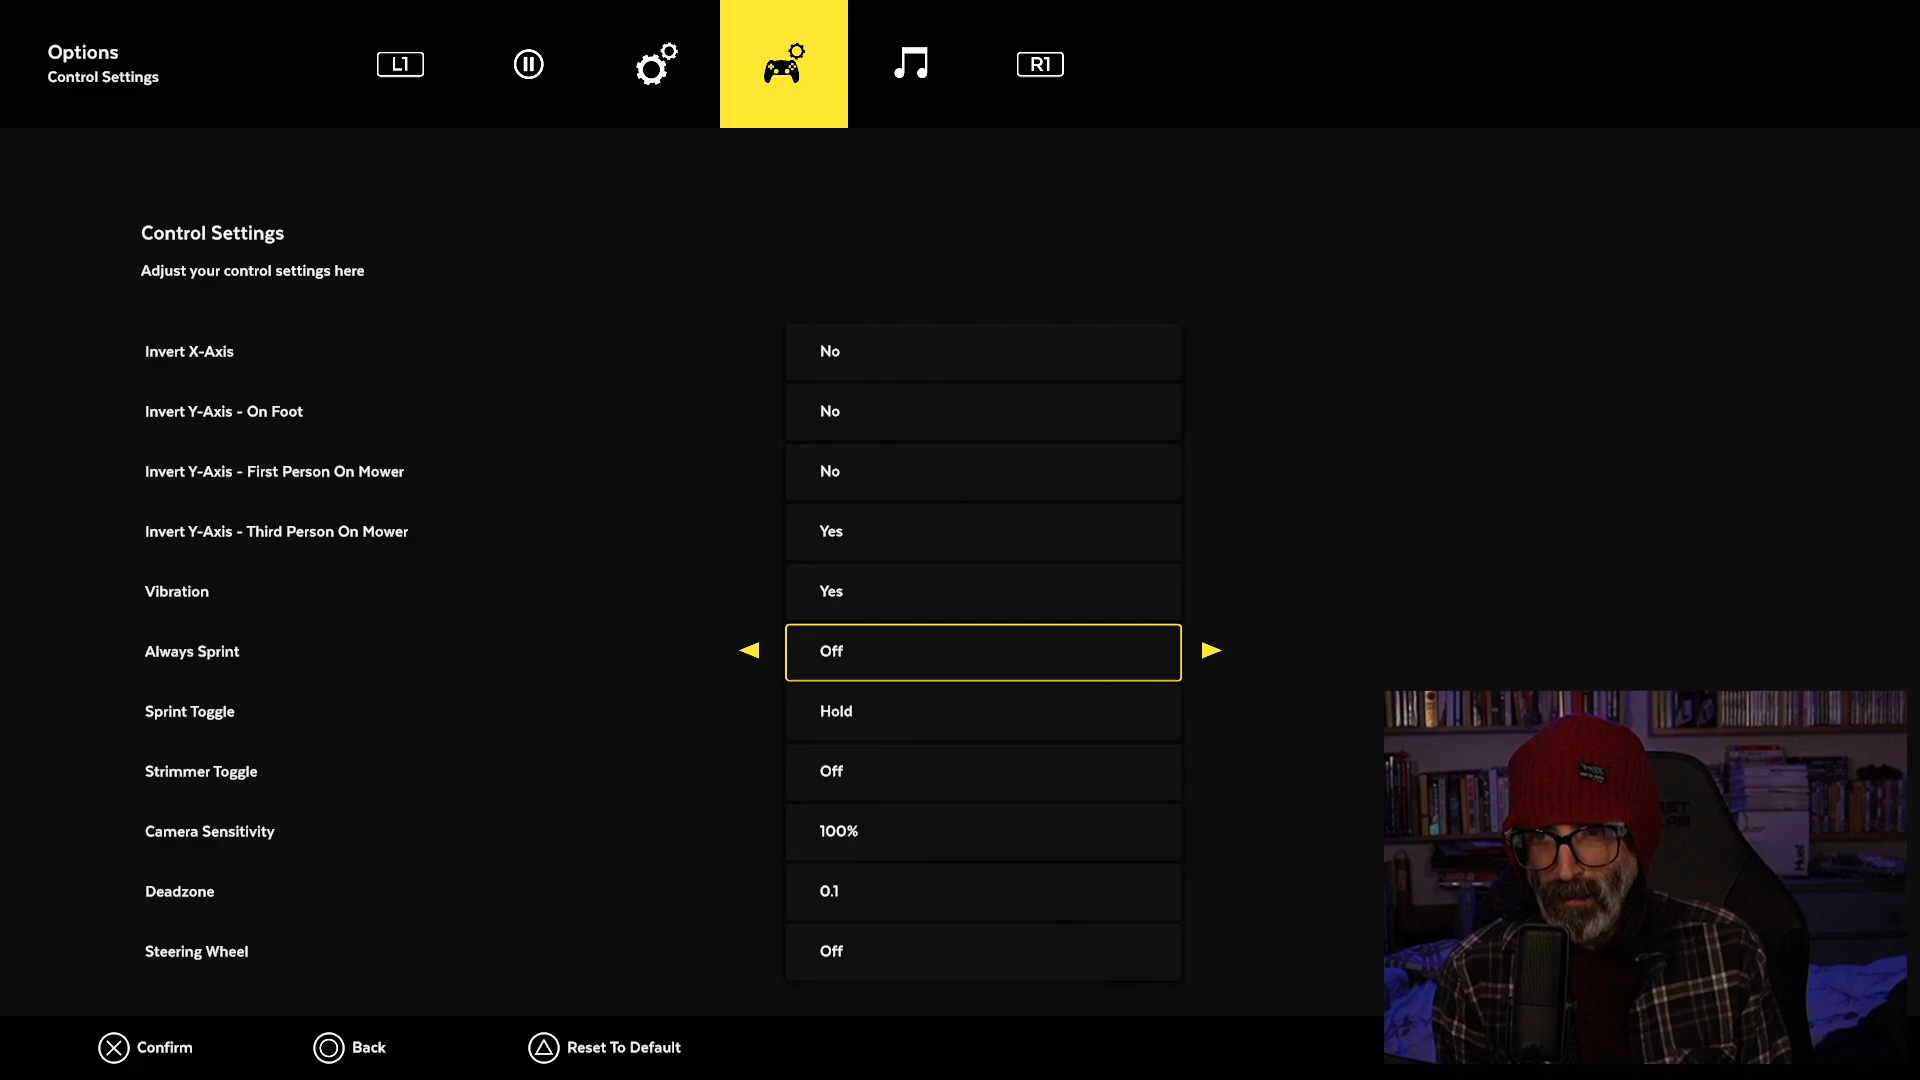 Options
Control Settings
L1
R1
Control Settings
Adjust your control settings here
Invert X-Axis No
Invert Y-Axis - On Foot No
Invert Y-Axis - First Person On Mower No
Invert Y-Axis - Third Person On Mower Yes
Vibration Yes
Always Sprint Off
Sprint Toggle Hold
Strimmer Toggle Off
Camera Sensitivity 100%
Deadzone 0.1
Steering Wheel Off
Confirm Back Reset To Default